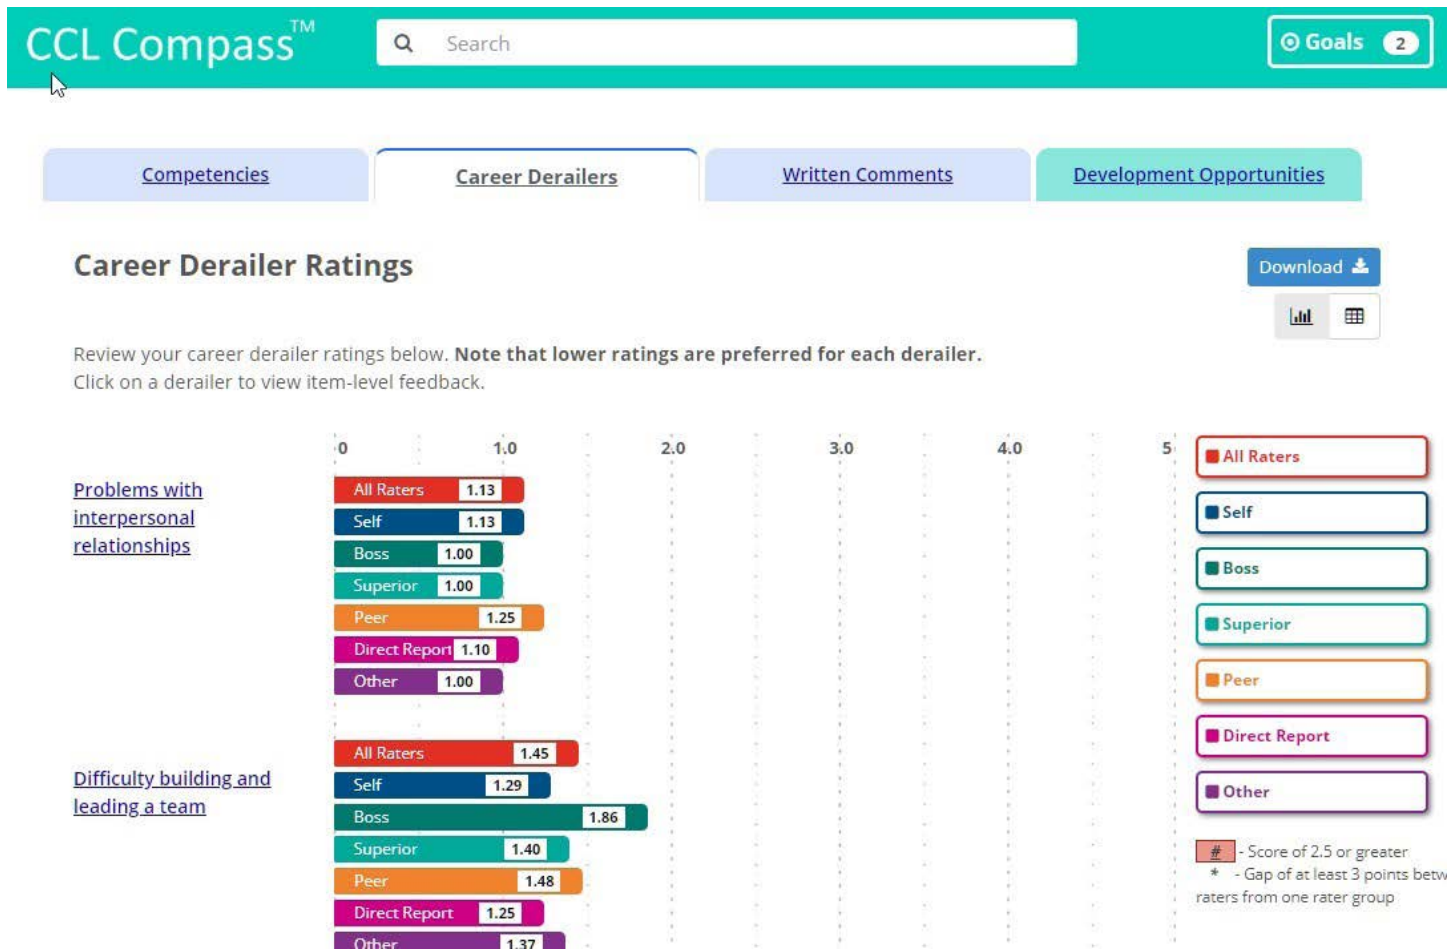 CCL Compass™
Search
Goals 2
Competencies
Career Derailers
Written Comments
Development Opportunities
Career Derailer Ratings
Download
Review your career derailer ratings below. Note that lower ratings are preferred for each derailer.
Click on a derailer to view item-level feedback.
0 1.0 2.0 3.0 4.0 5
Problems with
interpersonal
relationships
All Raters 1.13
Self 1.13
Boss 1.00
Superior 1.00
Peer 1.25
Direct Report 1.10
Other 1.00
Difficulty building and
leading a team
All Raters 1.45
Self 1.29
Boss 1.86
Superior 1.40
Peer 1.48
Direct Report 1.25
Other 1.37
All Raters
Self
Boss
Superior
Peer
Direct Report
Other
# - Score of 2.5 or greater
* - Gap of at least 3 points betw
raters from one rater group